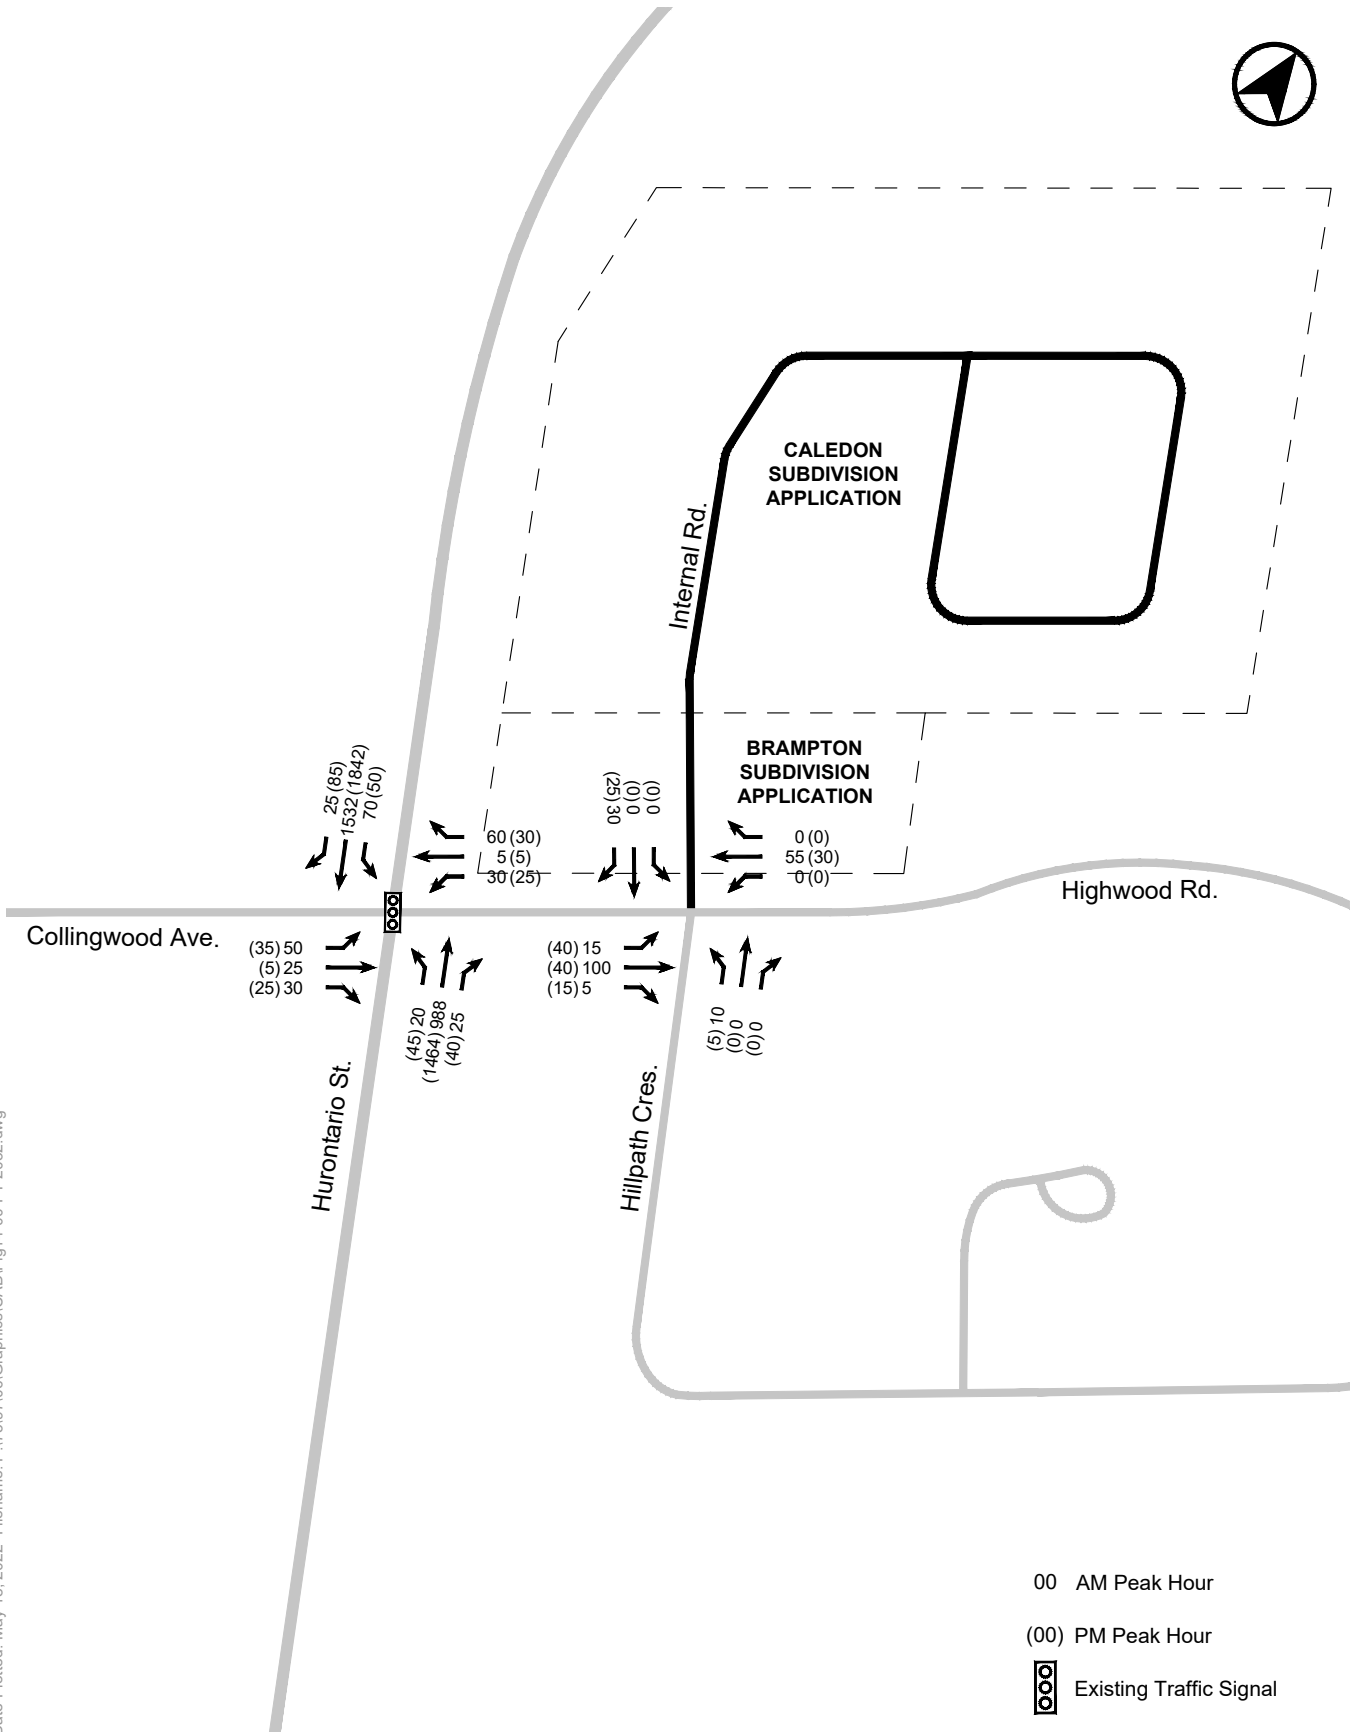 CALEDON
SUBDIVISION
APPLICATION
Internal Rd.
BRAMPTON
SUBDIVISION
APPLICATION
25 (85)
1532 (1842)
70 (50)
60 (30)
5 (5)
30 (25)
(25) 30
(0) 0
(0) 0
0 (0)
55 (30)
0 (0)
Highwood Rd.
Collingwood Ave.
(35) 50
(5) 25
(25) 30
(45) 20
(1464) 988
(40) 25
(40) 15
(40) 100
(15) 5
(5) 10
(0) 0
(0) 0
Hurontario St.
Hillpath Cres.
00 AM Peak Hour
(00) PM Peak Hour
Existing Traffic Signal